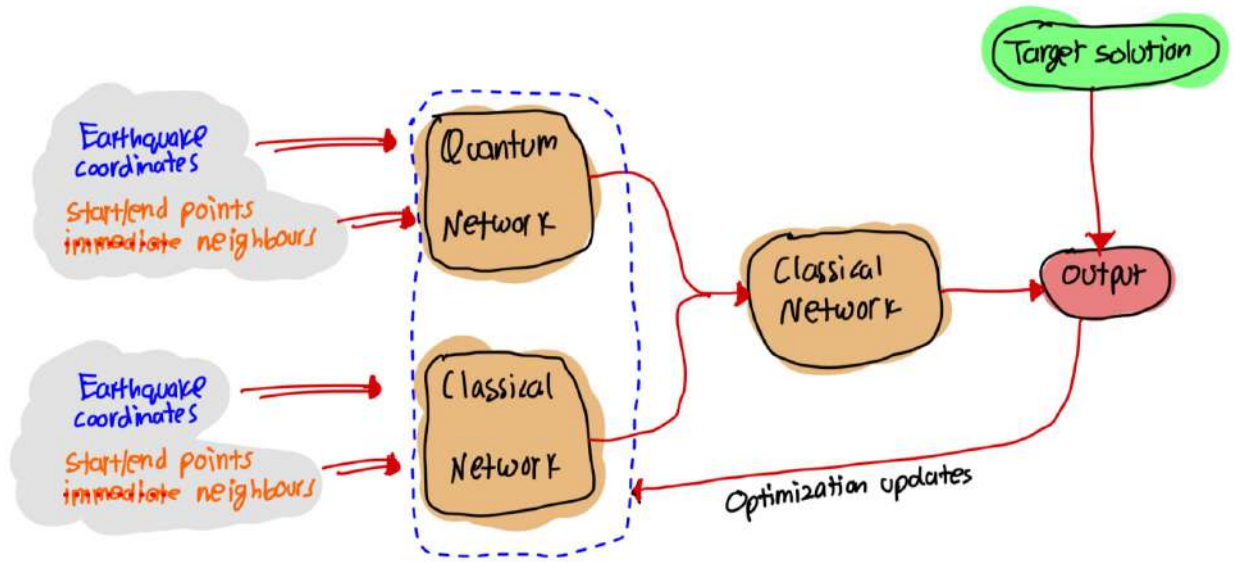 Target solution
Earthquake
coordinates
Start/end points
immediate neighbours
Quantum
Network
Classical
Network
Output
Earthquake
coordinates
Start/end points
immediate neighbours
Classical
Network
Optimization updates